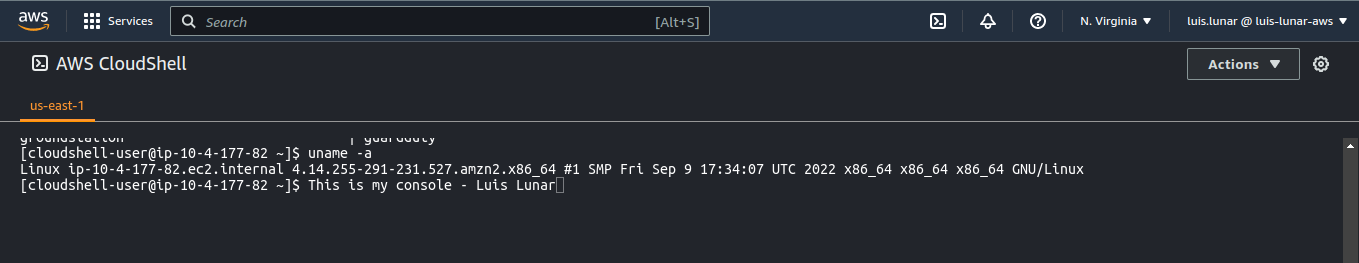 aws
Services
Search
[Alt+S]
N. Virginia
luis.lunar @ luis-lunar-aws
AWS CloudShell
Actions
us-east-1
groundstation | guardduty
[cloudshell-user@ip-10-4-177-82 ~]$ uname -a
Linux ip-10-4-177-82.ec2.internal 4.14.255-291-231.527.amzn2.x86_64 #1 SMP Fri Sep 9 17:34:07 UTC 2022 x86_64 x86_64 x86_64 GNU/Linux
[cloudshell-user@ip-10-4-177-82 ~]$ This is my console - Luis Lunar